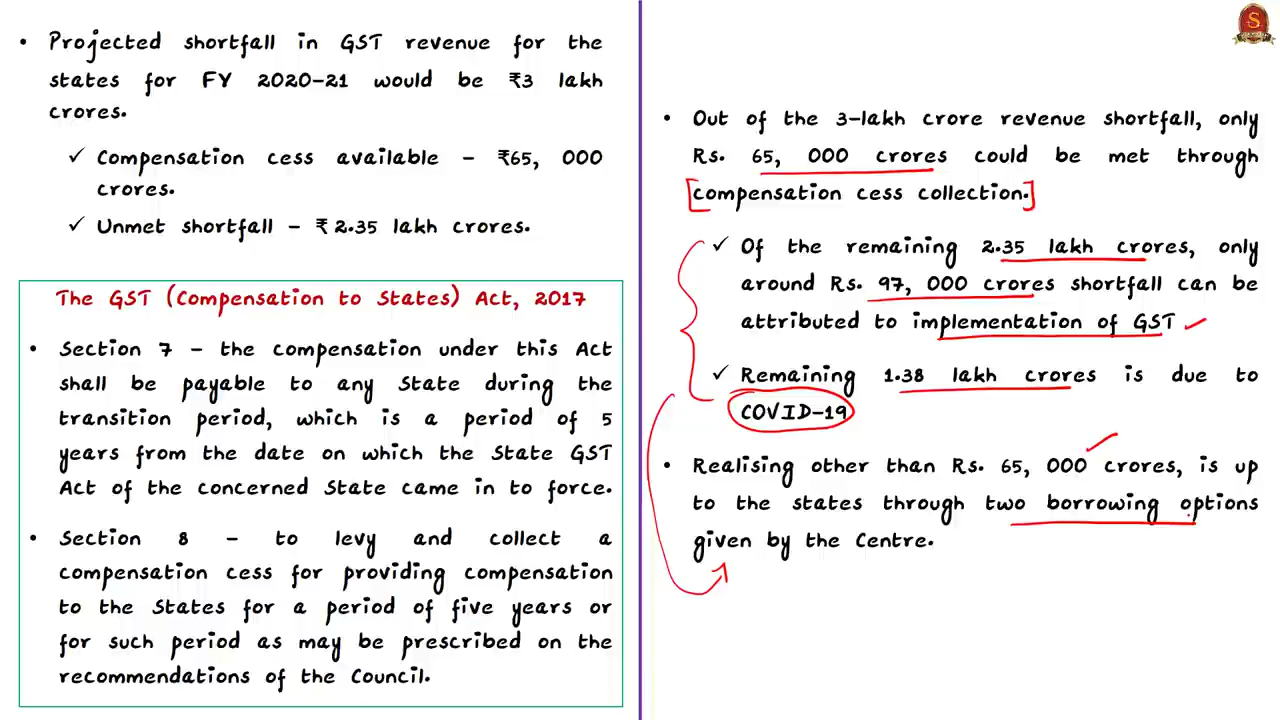 • Projected shortfall in GST revenue for the
states for FY 2020-21 would be ₹3 lakh
crores.
✓ Compensation cess available - ₹65, 000
crores.
✓ Unmet shortfall - ₹ 2.35 lakh crores.
The GST (Compensation to States) Act, 2017
• Section 7 - the compensation under this Act
shall be payable to any State during the
transition period, which is a period of 5
years from the date on which the State GST
Act of the concerned State came in to force.
• Section 8 - to levy and collect a
compensation cess for providing compensation
to the States for a period of five years or
for such period as may be prescribed on the
recommendations of the Council.
• Out of the 3-lakh crore revenue shortfall, only
Rs. 65, 000 crores could be met through
[compensation cess collection.]
✓ Of the remaining 2.35 lakh crores, only
around Rs. 97, 000 crores shortfall can be
attributed to implementation of GST
✓ Remaining 1.38 lakh crores is due to
COVID-19
• Realising other than Rs. 65, 000 crores, is up
to the states through two borrowing options
given by the Centre.